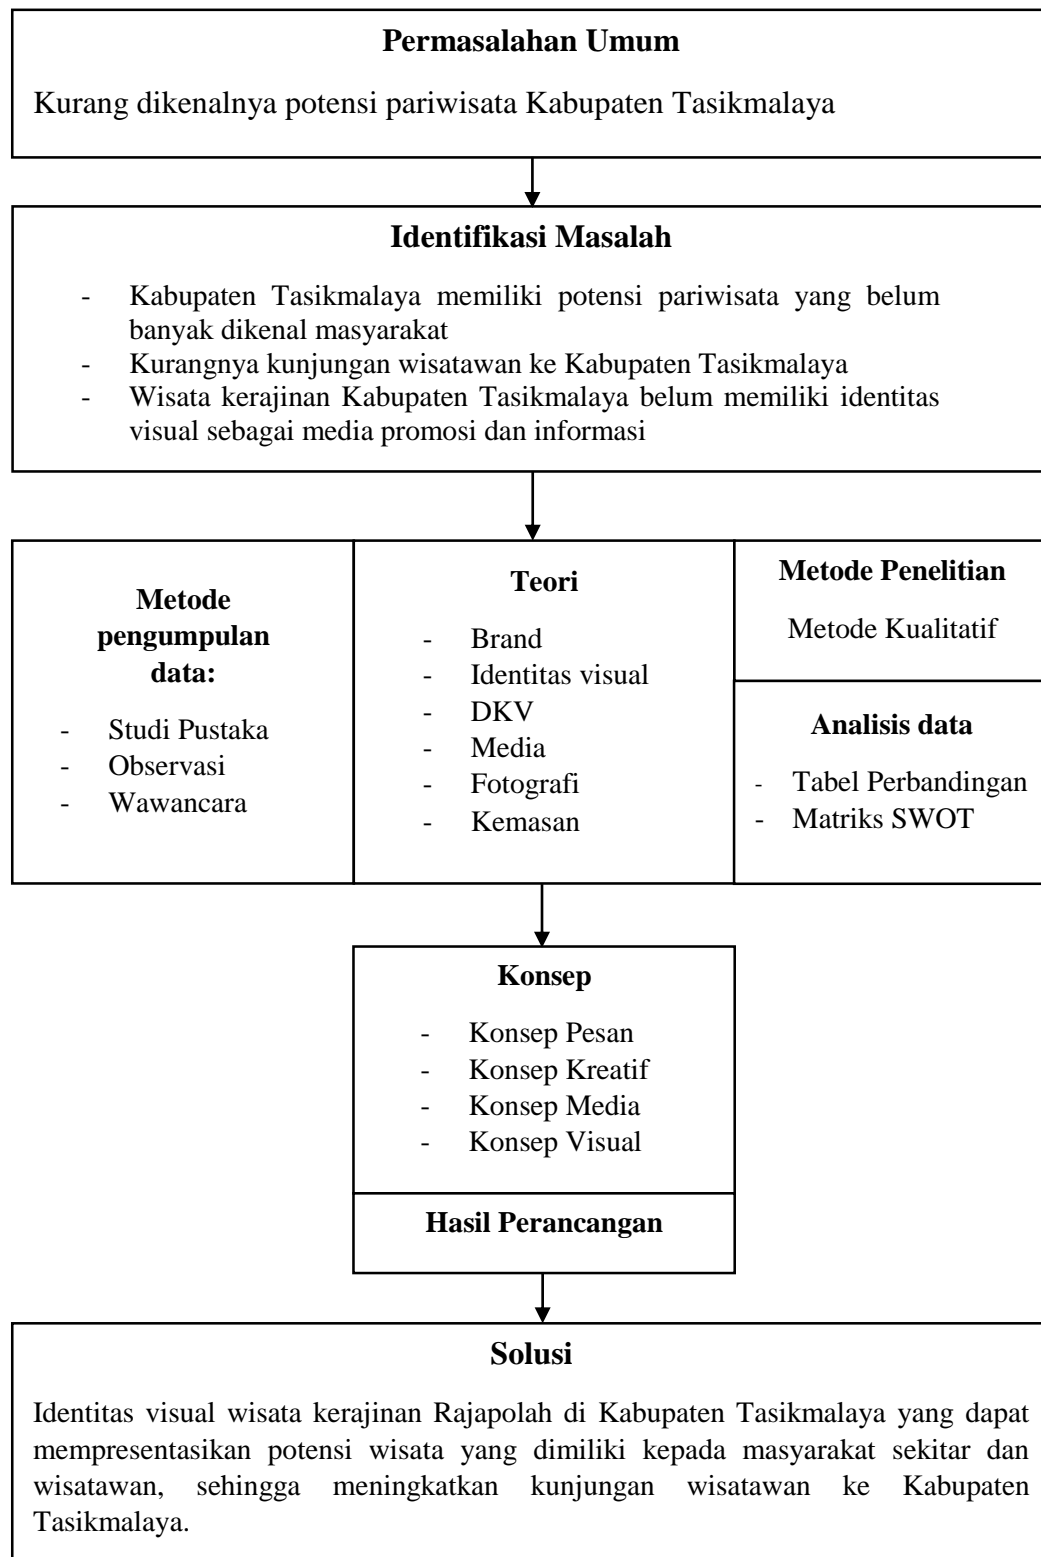 Permasalahan Umum
Kurang dikenalnya potensi pariwisata Kabupaten Tasikmalaya
Identifikasi Masalah
- Kabupaten Tasikmalaya memiliki potensi pariwisata yang belum
banyak dikenal masyarakat
- Kurangnya kunjungan wisatawan ke Kabupaten Tasikmalaya
- Wisata kerajinan Kabupaten Tasikmalaya belum memiliki identitas
visual sebagai media promosi dan informasi
Metode
pengumpulan
data:
- Studi Pustaka
- Observasi
- Wawancara
Teori
- Brand
- Identitas visual
- DKV
- Media
- Fotografi
- Kemasan
Metode Penelitian
Metode Kualitatif
Analisis data
- Tabel Perbandingan
- Matriks SWOT
Konsep
- Konsep Pesan
- Konsep Kreatif
- Konsep Media
- Konsep Visual
Hasil Perancangan
Solusi
Identitas visual wisata kerajinan Rajapolah di Kabupaten Tasikmalaya yang dapat
mempresentasikan potensi wisata yang dimiliki kepada masyarakat sekitar dan
wisatawan, sehingga meningkatkan kunjungan wisatawan ke Kabupaten
Tasikmalaya.